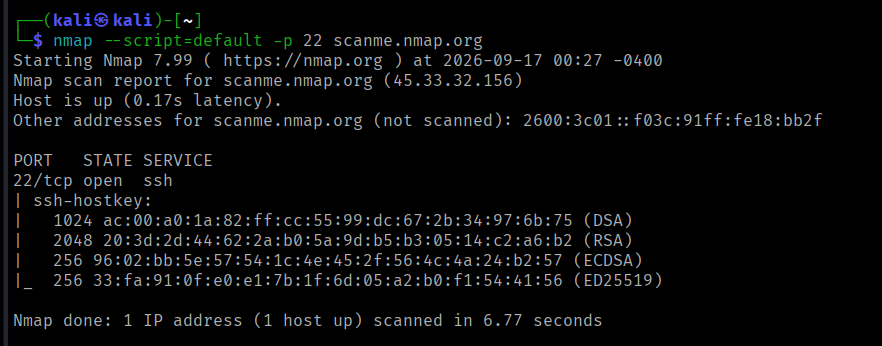 ┌──(kali㉿kali)-[~]
└─$ nmap --script=default -p 22 scanme.nmap.org
Starting Nmap 7.99 ( https://nmap.org ) at 2026-09-17 00:27 -0400
Nmap scan report for scanme.nmap.org (45.33.32.156)
Host is up (0.17s latency).
Other addresses for scanme.nmap.org (not scanned): 2600:3c01::f03c:91ff:fe18:bb2f

PORT   STATE SERVICE
22/tcp open  ssh
| ssh-hostkey:
|   1024 ac:00:a0:1a:82:ff:cc:55:99:dc:67:2b:34:97:6b:75 (DSA)
|   2048 20:3d:2d:44:62:2a:b0:5a:9d:b5:b3:05:14:c2:a6:b2 (RSA)
|   256 96:02:bb:5e:57:54:1c:4e:45:2f:56:4c:4a:24:b2:57 (ECDSA)
|_  256 33:fa:91:0f:e0:e1:7b:1f:6d:05:a2:b0:f1:54:41:56 (ED25519)

Nmap done: 1 IP address (1 host up) scanned in 6.77 seconds